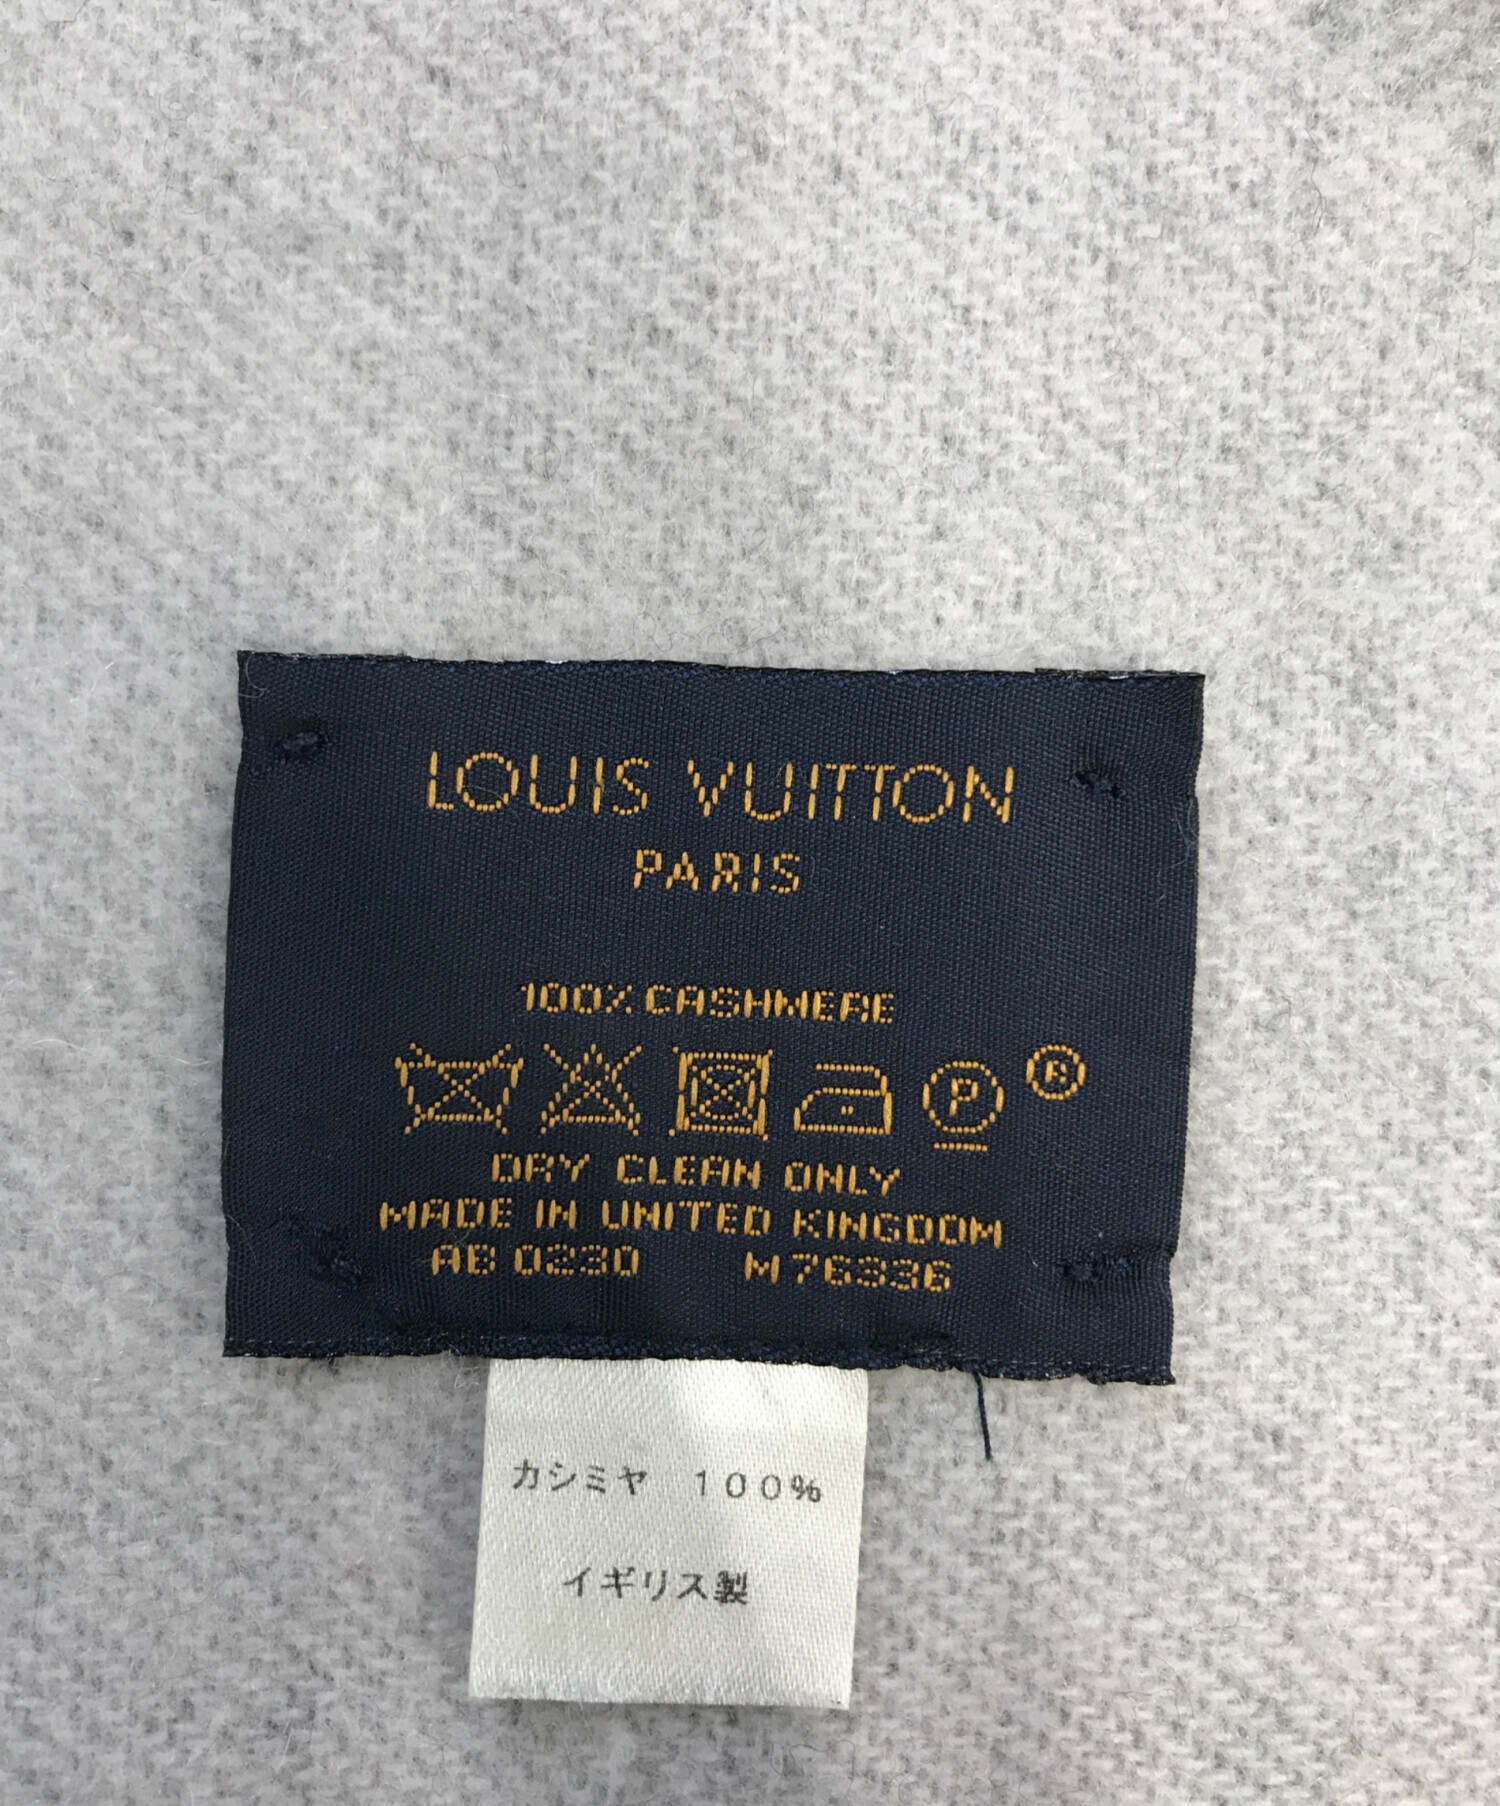 LOUIS VUITTON
PARIS
100% CASHMERE
P ®
DRY CLEAN ONLY
MADE IN UNITED KINGDOM
AB 0230 M76336
カシミヤ 100%
イギリス製